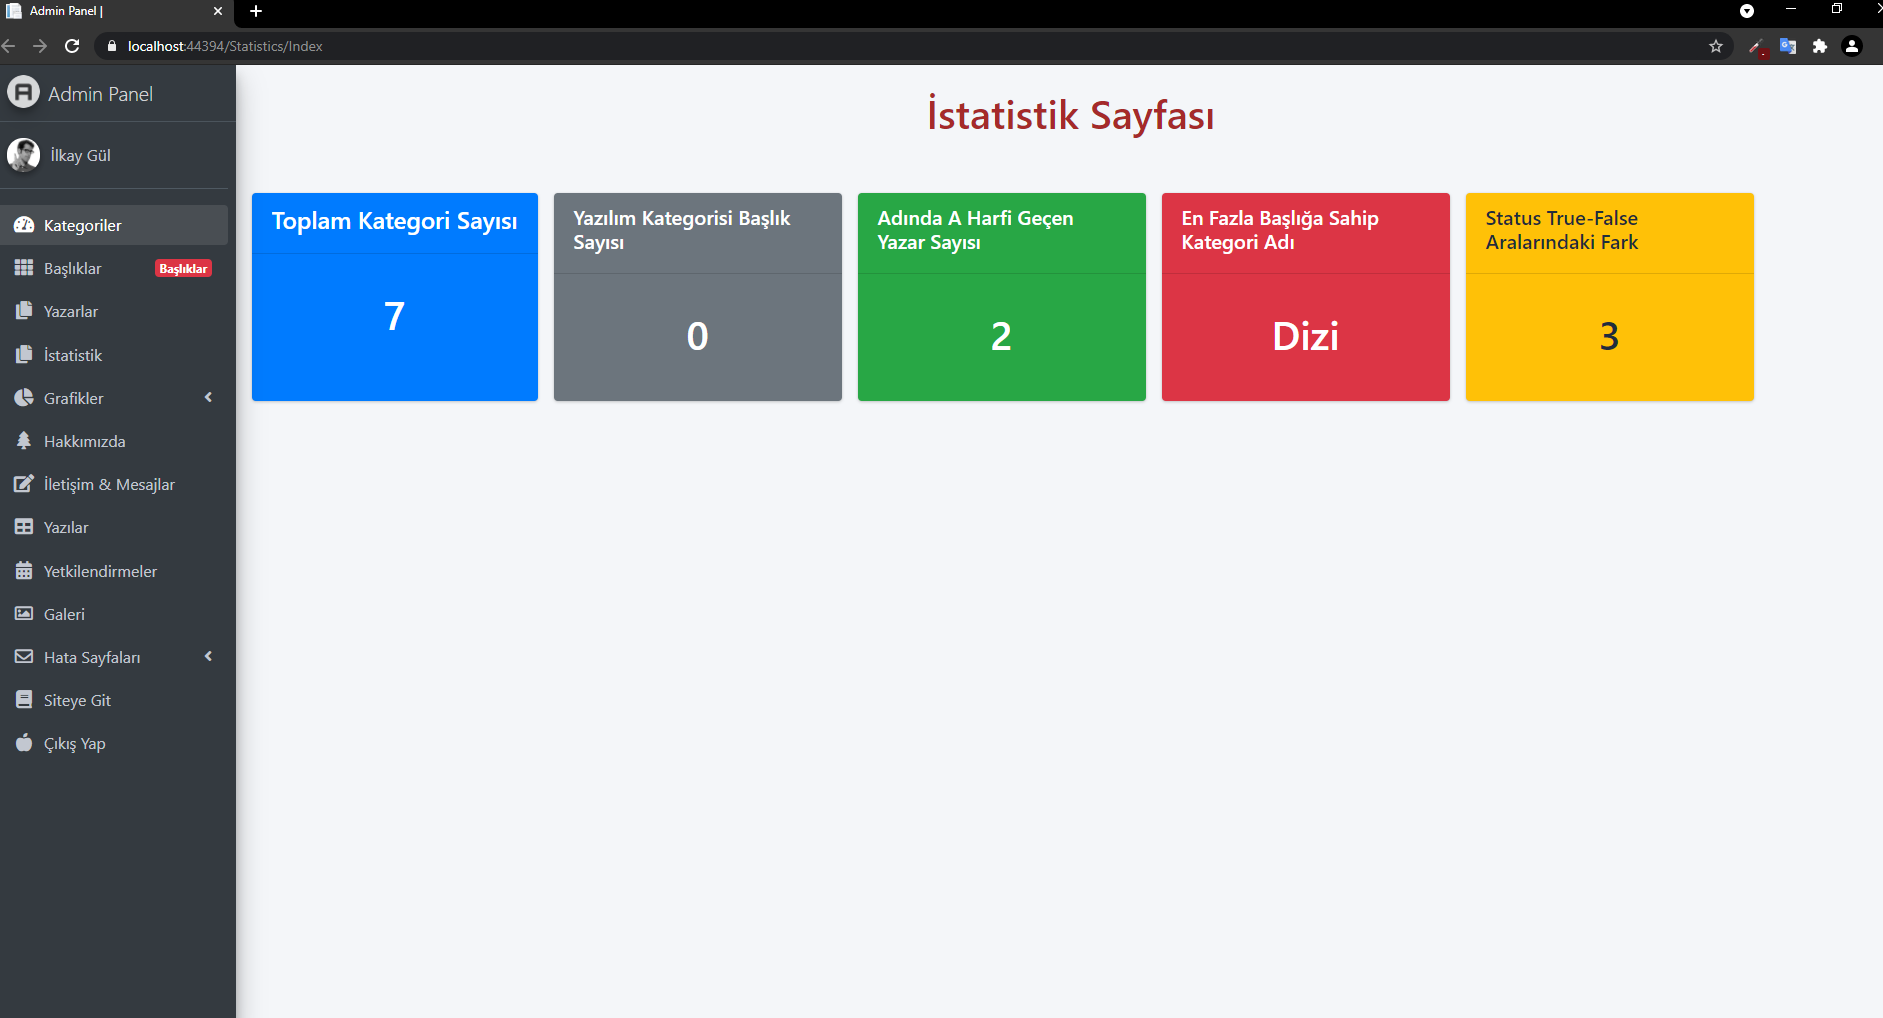 Admin Panel |
localhost:44394/Statistics/Index
Admin Panel
İlkay Gül
Kategoriler
Başlıklar Başlıklar
Yazarlar
İstatistik
Grafikler
Hakkımızda
İletişim & Mesajlar
Yazılar
Yetkilendirmeler
Galeri
Hata Sayfaları
Siteye Git
Çıkış Yap
İstatistik Sayfası
Toplam Kategori Sayısı
7
Yazılım Kategorisi Başlık
Sayısı
0
Adında A Harfi Geçen
Yazar Sayısı
2
En Fazla Başlığa Sahip
Kategori Adı
Dizi
Status True-False
Aralarındaki Fark
3